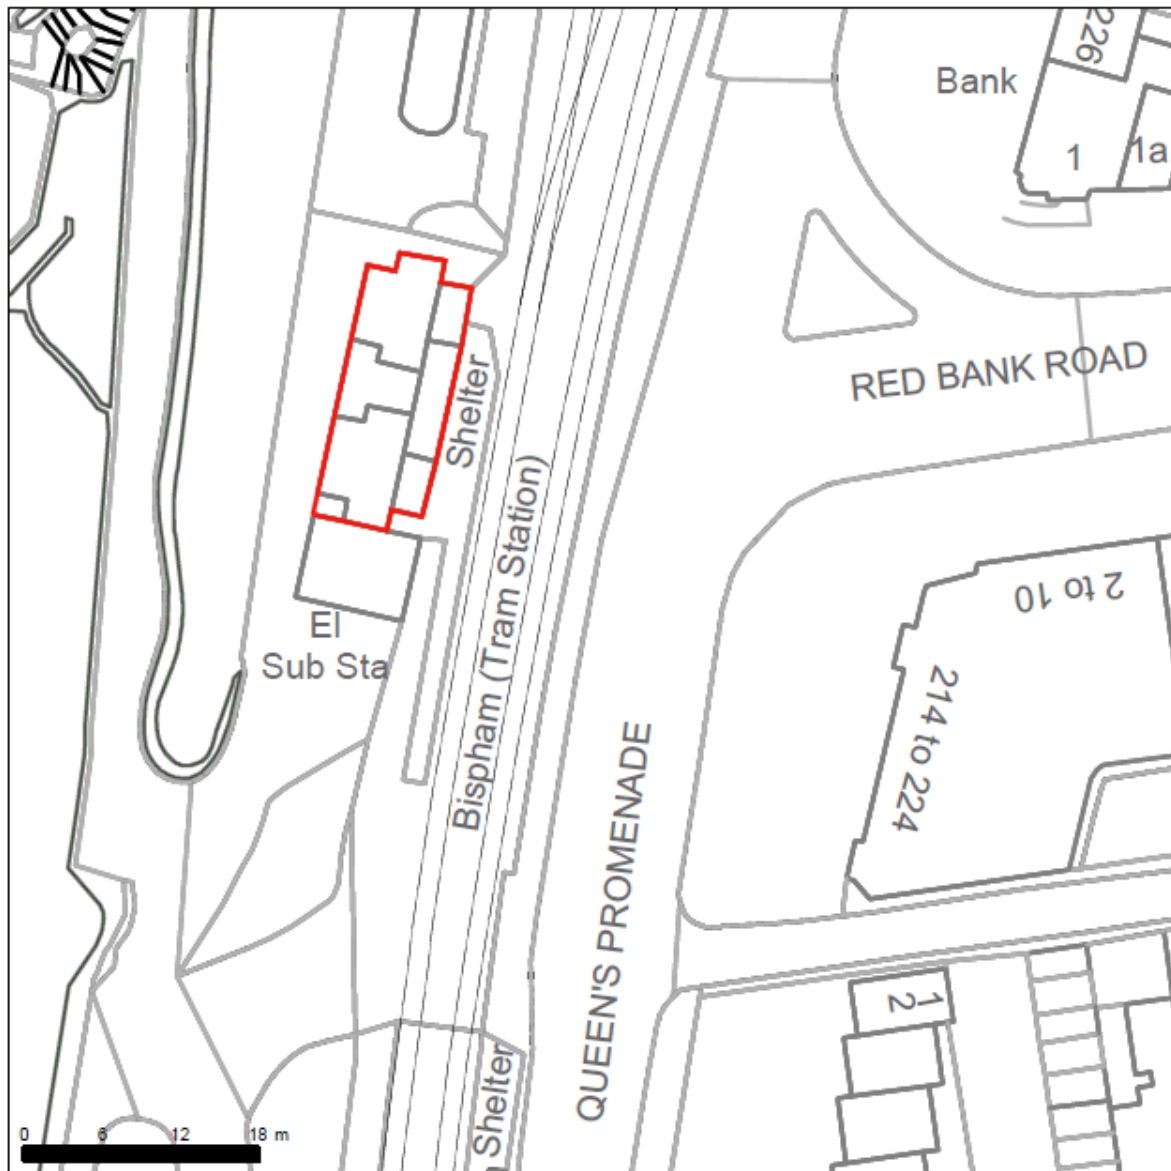 226
Bank
1
1a
RED BANK ROAD
Shelter
Bispham (Tram Station)
2 to 10
El
Sub Sta
214 to 224
QUEEN'S PROMENADE
1
2
Shelter
0 6 12 18 m